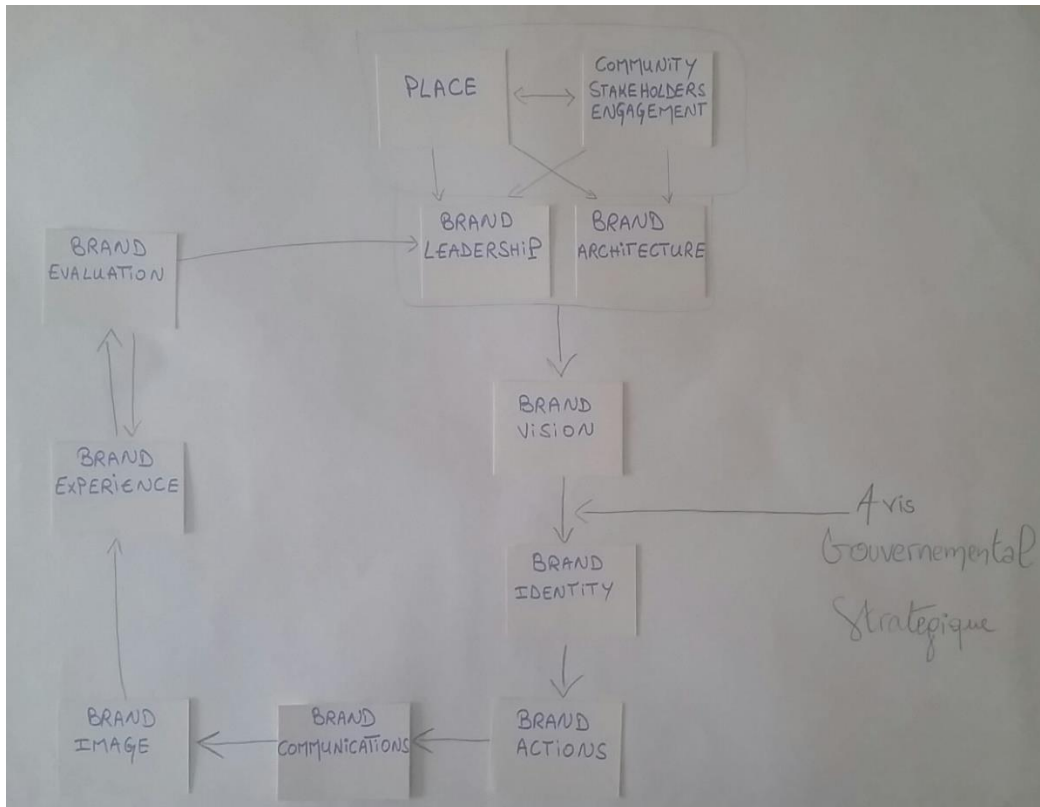 PLACE
COMMUNITY
STAKEHOLDERS
ENGAGEMENT
BRAND
LEADERSHIP
BRAND
ARCHITECTURE
BRAND
EVALUATION
BRAND
VISION
BRAND
EXPERIENCE
Avis
Gouvernemental
Stratégique
BRAND
IDENTITY
BRAND
IMAGE
BRAND
COMMUNICATIONS
BRAND
ACTIONS